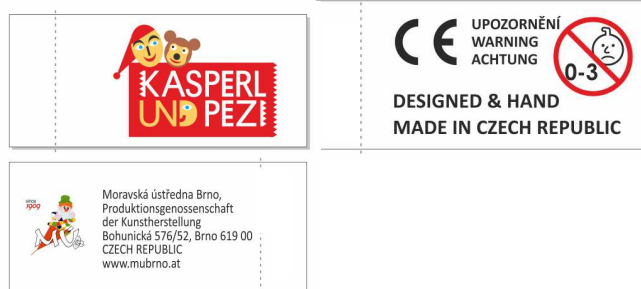 KASPERL
UND PEZI
CE
UPOZORNĚNÍ
WARNING
ACHTUNG
0-3
DESIGNED & HAND
MADE IN CZECH REPUBLIC
since
1909
MÚ
Moravská ústředna Brno,
Produktionsgenossenschaft
der Kunstherstellung
Bohunická 576/52, Brno 619 00
CZECH REPUBLIC
www.mubrno.at